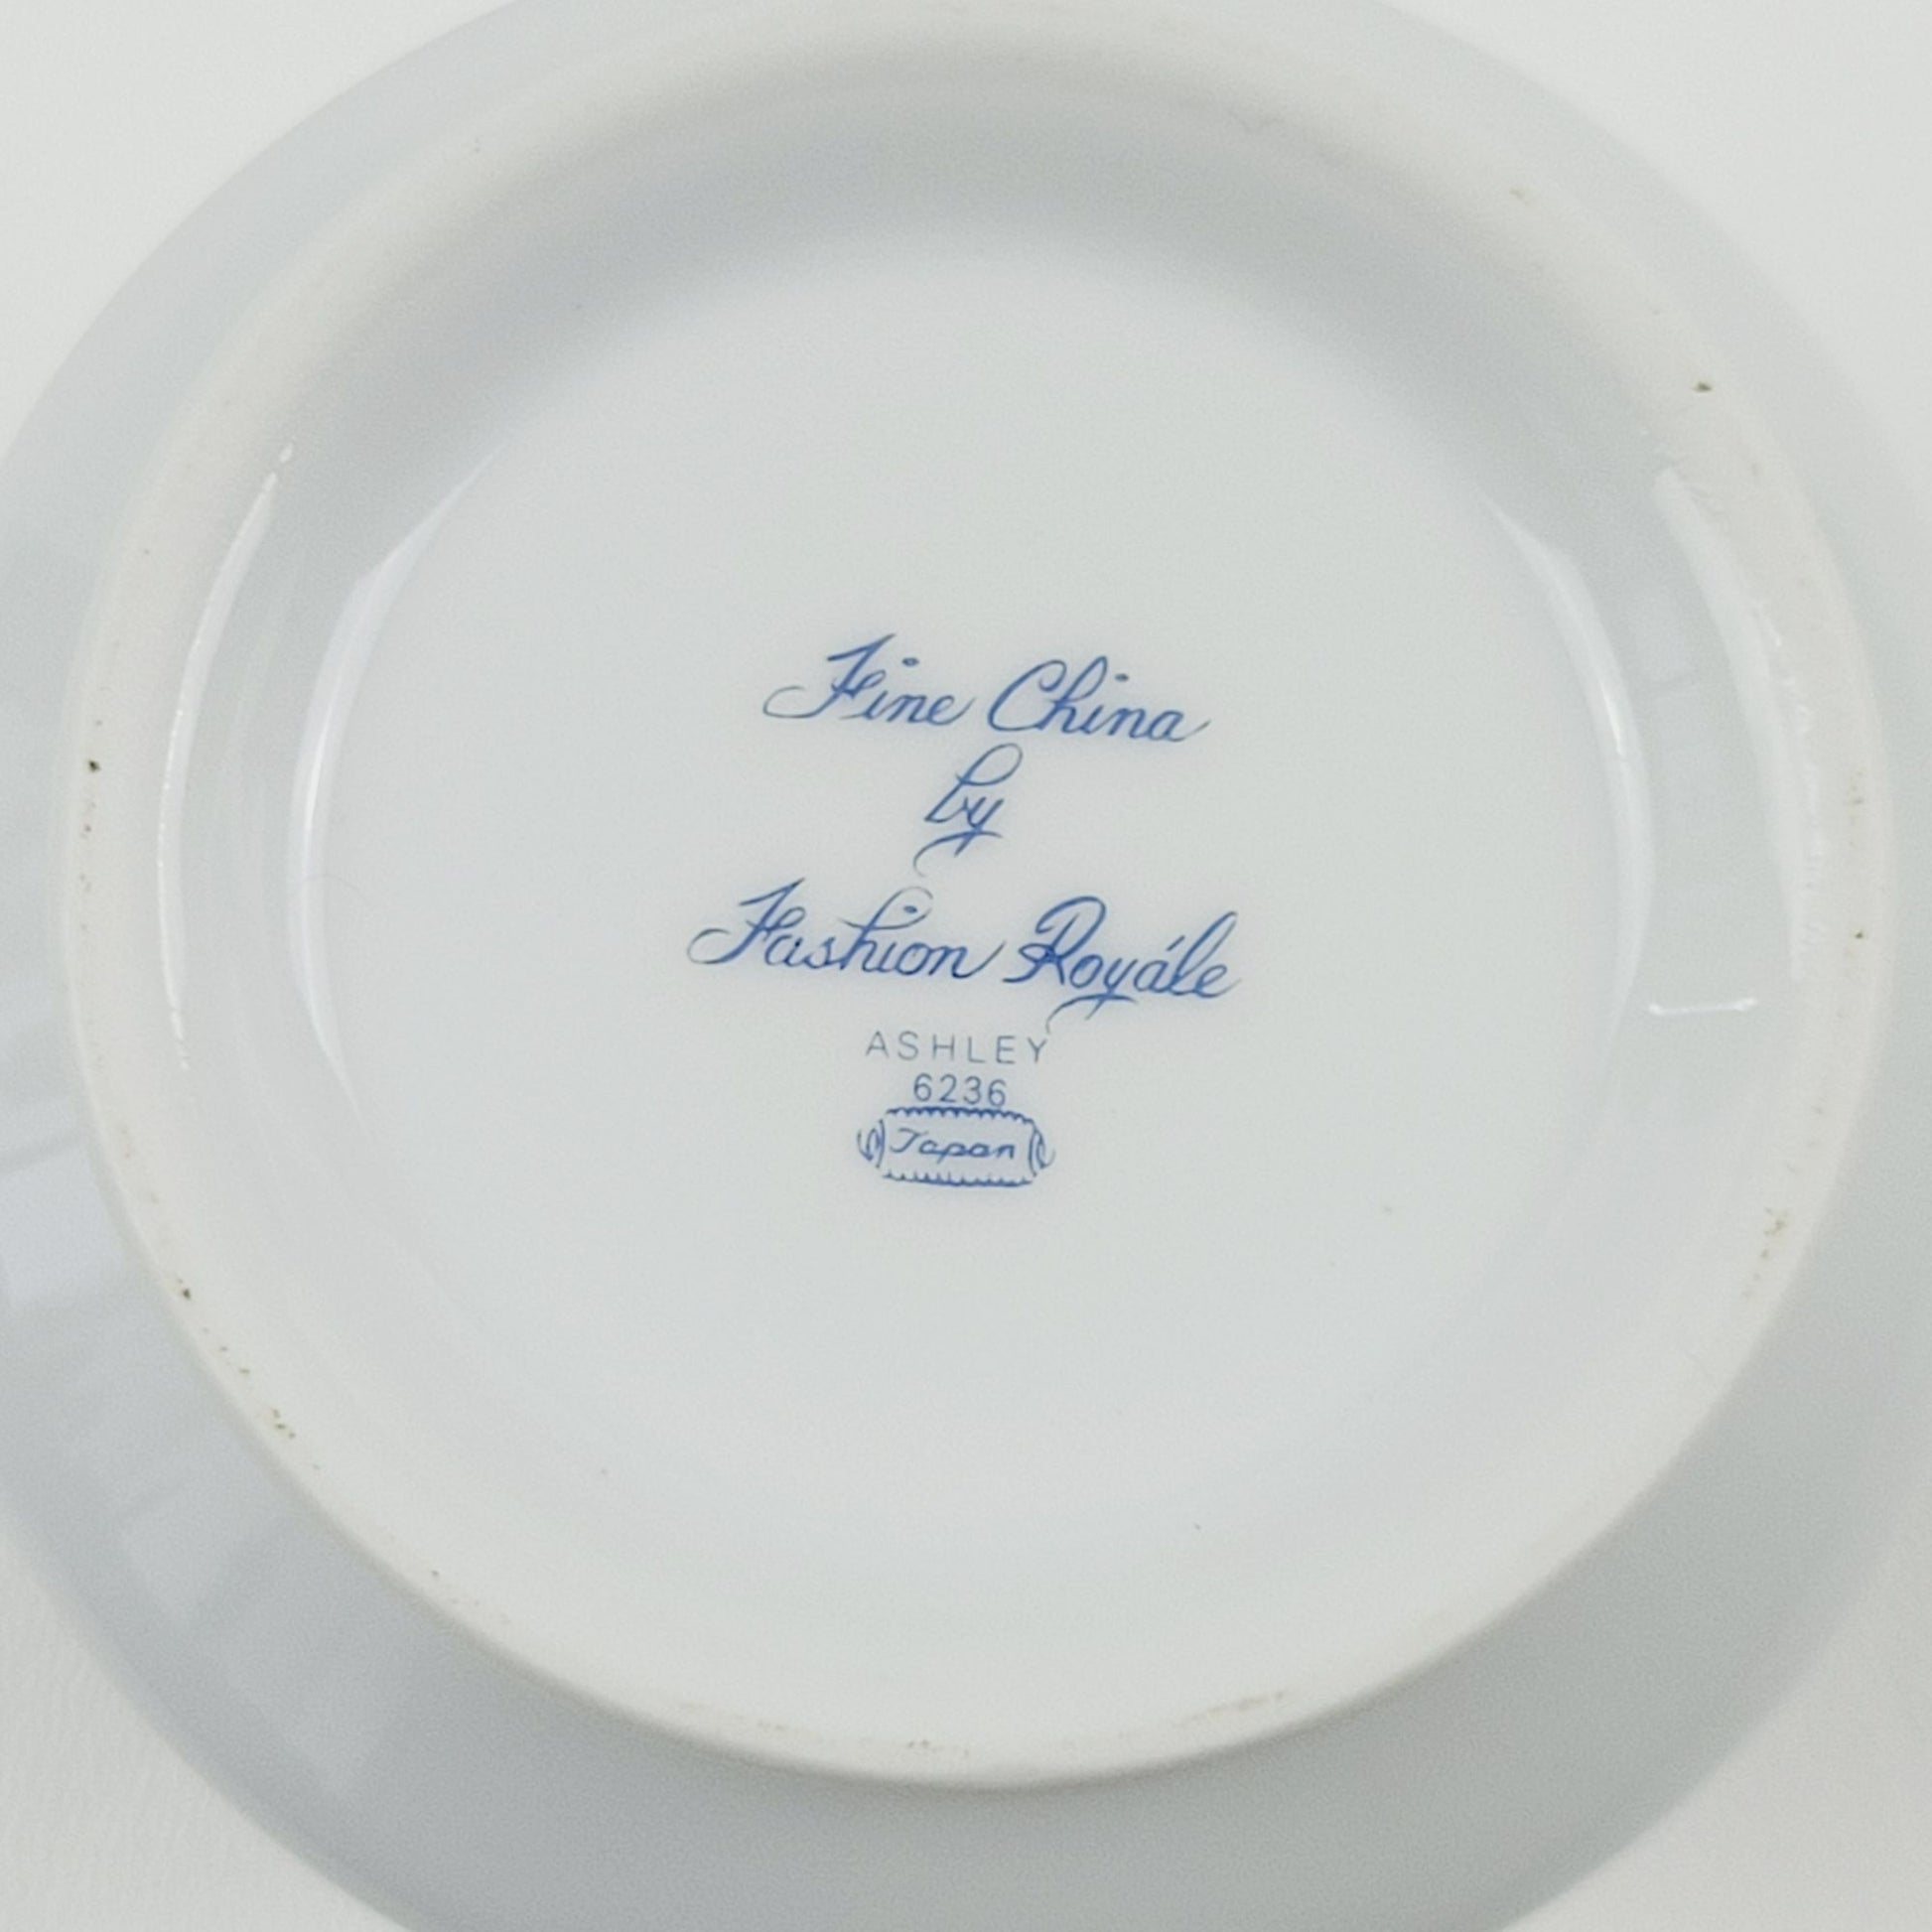 Fine China
by
Fashion Royále
ASHLEY
6236
Japan